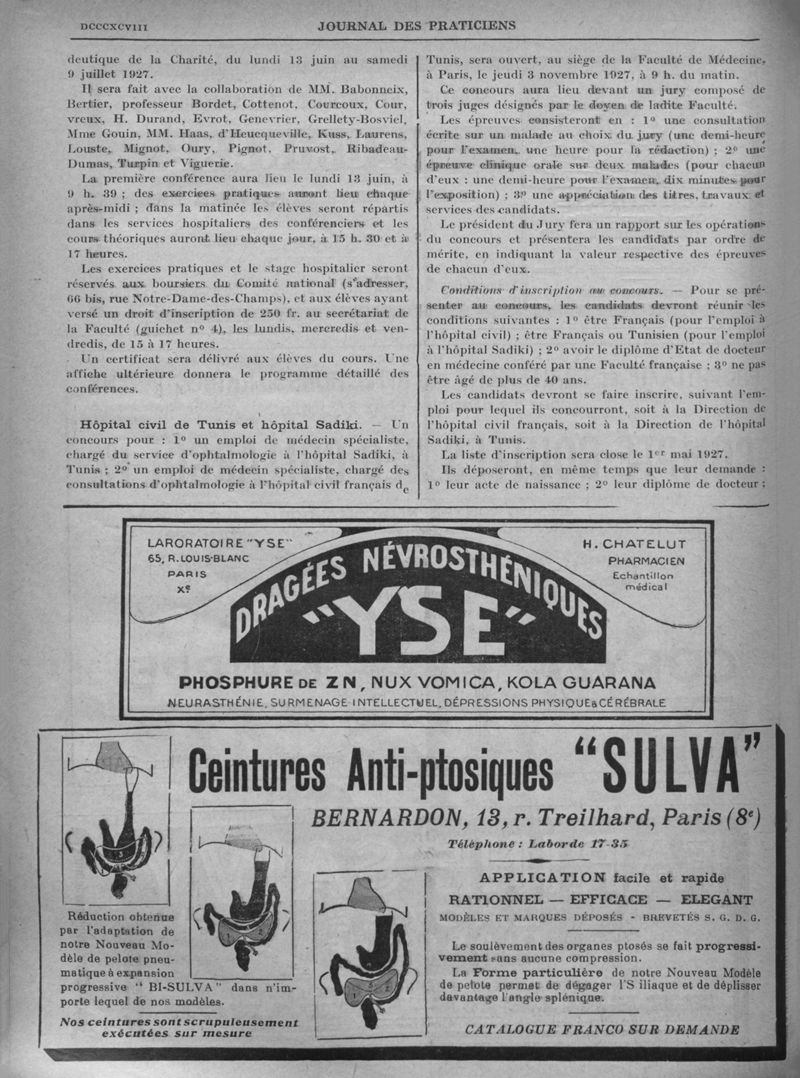 DCCCXCVIII
JOURNAL DES PRATICIENS
deutique de la Charité, du lundi 13 juin au samedi
9 juillet 1927.
Il sera fait avec la collaboration de MM. Babonneix,
Bertier, professeur Bordet, Cottenot, Courcoux, Cour,
vreux, H. Durand, Evrot, Genevrier, Grellety-Bosviel,
Mme Gouin, MM. Haas, d'Heucqueville, Kuss, Laurens,
Louste, Mignot, Oury, Pignot, Pruvost, Ribadeau-
Dumas, Turpin et Viguerie.
La première conférence aura lieu le lundi 13 juin, à
9 h. 39 ; des exercices pratiques auront lieu chaque
après-midi ; dans la matinée les élèves seront répartis
dans les services hospitaliers des conférenciers et les
cours théoriques auront lieu chaque jour, à 15 h. 30 et à
17 heures.
Les exercices pratiques et le stage hospitalier seront
réservés aux boursiers du Comité national (s'adresser,
66 bis, rue Notre-Dame-des-Champs), et aux élèves ayant
versé un droit d'inscription de 250 fr. au secrétariat de
la Faculté (guichet nº 4), les lundis, mercredis et ven-
dredis, de 15 à 17 heures.
Un certificat sera délivré aux élèves du cours. Une
affiche ultérieure donnera le programme détaillé des
conférences.
Hôpital civil de Tunis et hôpital Sadiki. — Un
concours pour : 1º un emploi de médecin spécialiste,
chargé du service d'ophtalmologie à l'hôpital Sadiki, à
Tunis ; 2º un emploi de médecin spécialiste, chargé des
consultations d'ophtalmologie à l'hôpital civil français de
Tunis, sera ouvert, au siège de la Faculté de Médecine,
à Paris, le jeudi 3 novembre 1927, à 9 h. du matin.
Ce concours aura lieu devant un jury composé de
trois juges désignés par le doyen de ladite Faculté.
Les épreuves consisteront en : 1º une consultation
écrite sur un malade au choix du jury (une demi-heure
pour l'examen, une heure pour la rédaction) ; 2º une
épreuve clinique orale sur deux malades (pour chacun
d'eux : une demi-heure pour l'examen, dix minutes pour
l'exposition) ; 3º une appréciation des titres, travaux et
services des candidats.
Le président du Jury fera un rapport sur les opérations
du concours et présentera les candidats par ordre de
mérite, en indiquant la valeur respective des épreuves
de chacun d'eux.
Conditions d'inscription au concours. — Pour se pré-
senter au concours, les candidats devront réunir les
conditions suivantes : 1º être Français (pour l'emploi à
l'hôpital civil) ; être Français ou Tunisien (pour l'emploi
à l'hôpital Sadiki) ; 2º avoir le diplôme d'Etat de docteur
en médecine conféré par une Faculté française ; 3º ne pas
être âgé de plus de 40 ans.
Les candidats devront se faire inscrire, suivant l'em-
ploi pour lequel ils concourront, soit à la Direction de
l'hôpital civil français, soit à la Direction de l'hôpital
Sadiki, à Tunis.
La liste d'inscription sera close le 1er mai 1927.
Ils déposeront, en même temps que leur demande :
1º leur acte de naissance ; 2º leur diplôme de docteur ;
LARORATOIRE "YSE"
65, R. LOUIS-BLANC
PARIS
Xe
H. CHATELUT
PHARMACIEN
Echantillon
médical
DRAGÉES NÉVROSTHÉNIQUES
"YSE"
PHOSPHURE DE ZN, NUX VOMICA, KOLA GUARANA
NEURASTHÉNIE, SURMENAGE INTELLECTUEL, DÉPRESSIONS PHYSIQUE & CÉRÉBRALE
Ceintures Anti-ptosiques "SULVA"
BERNARDON, 13, r. Treilhard, Paris (8e)
Téléphone : Laborde 17-35
APPLICATION facile et rapide
RATIONNEL — EFFICACE — ELEGANT
MODÈLES ET MARQUES DÉPOSÉS - BREVETÉS S. G. D. G.
Le soulèvement des organes ptosés se fait progressi-
vement sans aucune compression.
La Forme particulière de notre Nouveau Modèle
de pelote permet de dégager l'S iliaque et de déplisser
davantage l'angle splénique.
CATALOGUE FRANCO SUR DEMANDE
Réduction obtenue
par l'adaptation de
notre Nouveau Mo-
dèle de pelote pneu-
matique à expansion
progressive "BI-SULVA" dans n'im-
porte lequel de nos modèles.
Nos ceintures sont scrupuleusement
exécutées sur mesure